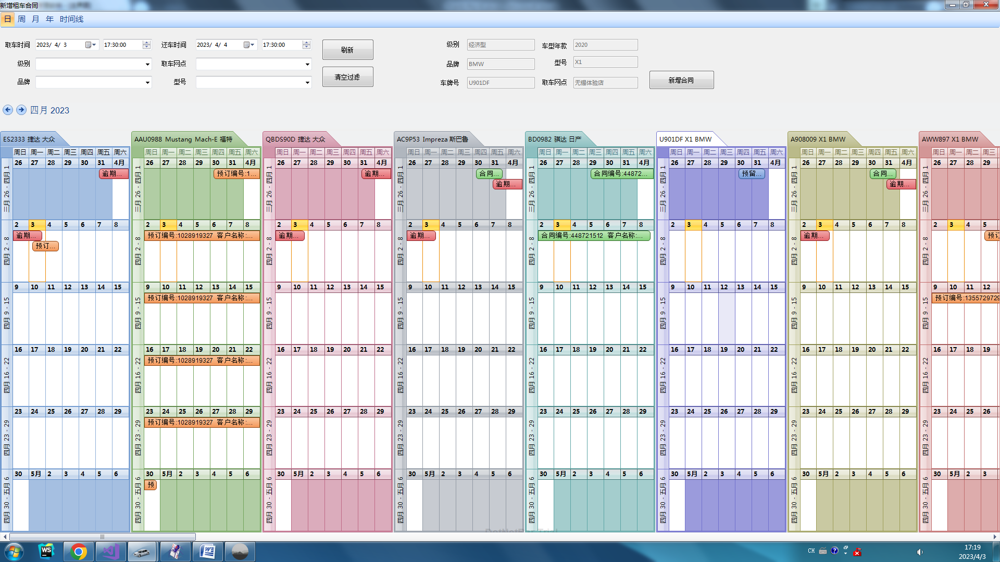 新增租车合同
日 周 月 年 时间线
取车时间 2023/ 4/ 3 17:30:00 还车时间 2023/ 4/ 4 17:30:00 刷新 级别 经济型 车型年款 2020
级别 取车网点 品牌 BMW 型号 X1
品牌 型号 清空过滤 车牌号 U901DF 取车网点 无锡体验店 新增合同
四月 2023
ES2333 捷达 大众 AAU0988 Mustang Mach-E 福特 QBDS90D 捷达 大众 AC9P53 Impreza 斯巴鲁 BD0982 骐达 日产 U901DF X1 BMW A908009 X1 BMW AWW897 X1 BMW
周日 周一 周二 周三 周四 周五 周六 周日 周一 周二 周三 周四 周五 周六 周日 周一 周二 周三 周四 周五 周六 周日 周一 周二 周三 周四 周五 周六 周日 周一 周二 周三 周四 周五 周六 周日 周一 周二 周三 周四 周五 周六 周日 周一 周二 周三 周四 周五 周六 周日 周一 周二 周三
26 27 28 29 30 31 4月 26 27 28 29 30 31 4月 26 27 28 29 30 31 4月 26 27 28 29 30 31 4月 26 27 28 29 30 31 4月 26 27 28 29 30 31 4月 26 27 28 29 30 31 4月 26 27 28 29
三月 26 - 四月 1 逾期... 三月 26 - 四月 1 预订编号:1... 三月 26 - 四月 1 逾期... 三月 26 - 四月 1 合同... 逾期... 三月 26 - 四月 1 合同编号:44872... 三月 26 - 四月 1 预留... 三月 26 - 四月 1 合同... 逾期... 三月 26 - 四月 1
2 3 4 5 6 7 8 2 3 4 5 6 7 8 2 3 4 5 6 7 8 2 3 4 5 6 7 8 2 3 4 5 6 7 8 2 3 4 5 6 7 8 2 3 4 5 6 7 8 2 3 4 5
四月 2 - 8 逾期... 预订... 四月 2 - 8 预订编号:1028919327 客户名称:... 四月 2 - 8 逾期... 四月 2 - 8 逾期... 四月 2 - 8 合同编号:448721512 客户名称:... 四月 2 - 8 四月 2 - 8 逾期... 四月 2 - 8 预订
9 10 11 12 13 14 15 9 10 11 12 13 14 15 9 10 11 12 13 14 15 9 10 11 12 13 14 15 9 10 11 12 13 14 15 9 10 11 12 13 14 15 9 10 11 12 13 14 15 9 10 11 12
四月 9 - 15 四月 9 - 15 预订编号:1028919327 客户名称:... 四月 9 - 15 四月 9 - 15 四月 9 - 15 四月 9 - 15 四月 9 - 15 四月 9 - 15 预订编号:1355729729
16 17 18 19 20 21 22 16 17 18 19 20 21 22 16 17 18 19 20 21 22 16 17 18 19 20 21 22 16 17 18 19 20 21 22 16 17 18 19 20 21 22 16 17 18 19 20 21 22 16 17 18 19
四月 16 - 22 四月 16 - 22 预订编号:1028919327 客户名称:... 四月 16 - 22 四月 16 - 22 四月 16 - 22 四月 16 - 22 四月 16 - 22 四月 16 - 22
23 24 25 26 27 28 29 23 24 25 26 27 28 29 23 24 25 26 27 28 29 23 24 25 26 27 28 29 23 24 25 26 27 28 29 23 24 25 26 27 28 29 23 24 25 26 27 28 29 23 24 25 26
四月 23 - 29 四月 23 - 29 预订编号:1028919327 客户名称:... 四月 23 - 29 四月 23 - 29 四月 23 - 29 四月 23 - 29 四月 23 - 29 四月 23 - 29
30 5月 2 3 4 5 6 30 5月 2 3 4 5 6 30 5月 2 3 4 5 6 30 5月 2 3 4 5 6 30 5月 2 3 4 5 6 30 5月 2 3 4 5 6 30 5月 2 3 4 5 6 30 5月 2 3
四月 30 - 五月 6 四月 30 - 五月 6 预 四月 30 - 五月 6 四月 30 - 五月 6 四月 30 - 五月 6 四月 30 - 五月 6 四月 30 - 五月 6 四月 30 - 五月 6
WS CH 17:19
2023/4/3